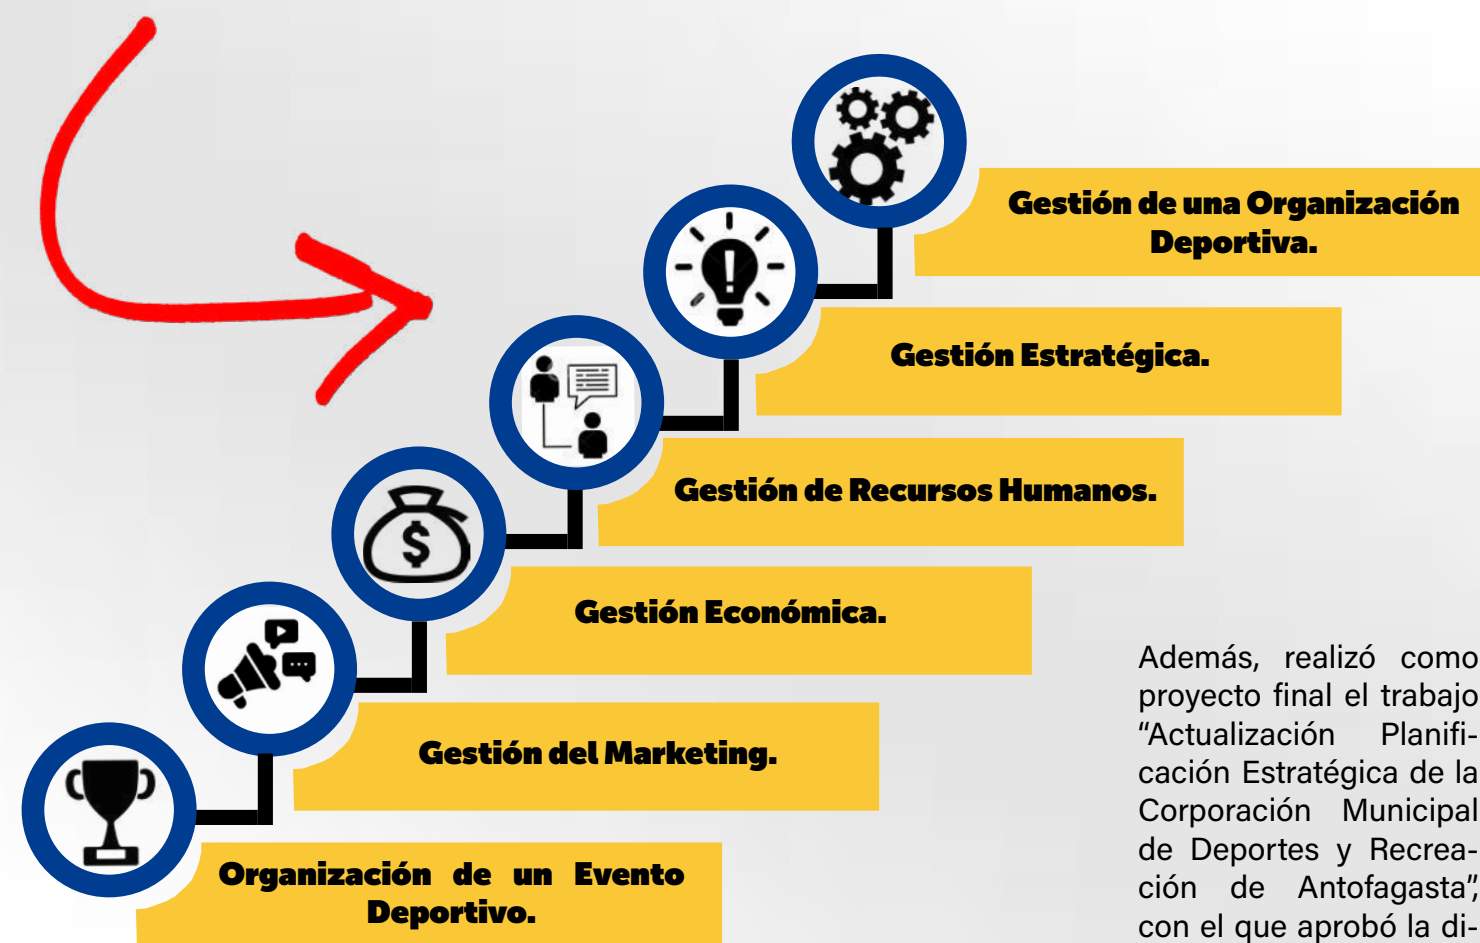 Gestión de una Organización
Deportiva.
Gestión Estratégica.
Gestión de Recursos Humanos.
$
Gestión Económica.
Gestión del Marketing.
Organización de un Evento
Deportivo.
Además, realizó como
proyecto final el trabajo
“Actualización Planifi-
cación Estratégica de la
Corporación Municipal
de Deportes y Recrea-
ción de Antofagasta”,
con el que aprobó la di-